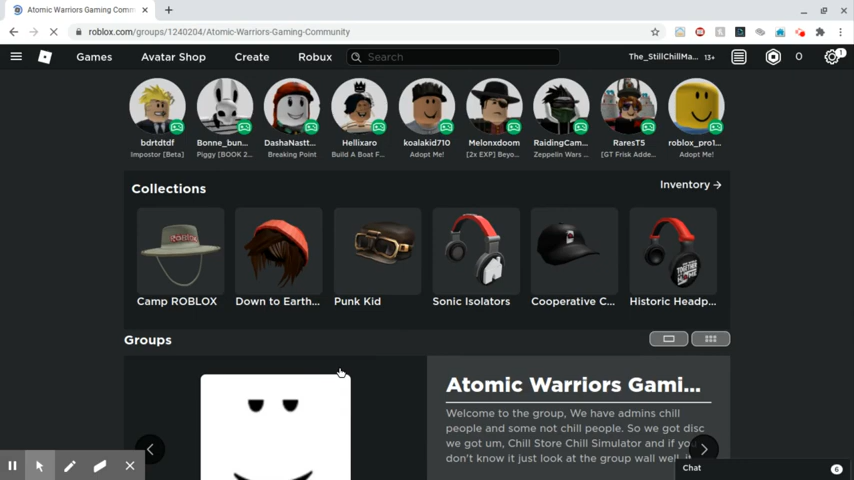 Atomic Warriors Gaming Comm
roblox.com/groups/1240204/Atomic-Warriors-Gaming-Community
Games Avatar Shop Create Robux Search The_StillChillMa... 13+ 0 1
bdrtdtdf Bonne_bun... DashaNastt... Hellixaro koalakid710 Melonxdoom RaidingCam... RaresT5 roblox_pro1...
Impostor [Beta] Piggy [BOOK 2... Breaking Point Build A Boat F... Adopt Me! [2x EXP] Beyo... Zeppelin Wars ... [GT Frisk Adde... Adopt Me!
Collections Inventory
Camp ROBLOX Down to Earth... Punk Kid Sonic Isolators Cooperative C... Historic Headp...
Groups
Atomic Warriors Gami...
Welcome to the group, We have admins chill
people and some not chill people. So we got disc
we got um, Chill Store Chill Simulator and if you
don't know it just look at the group wall well, i
Chat 6